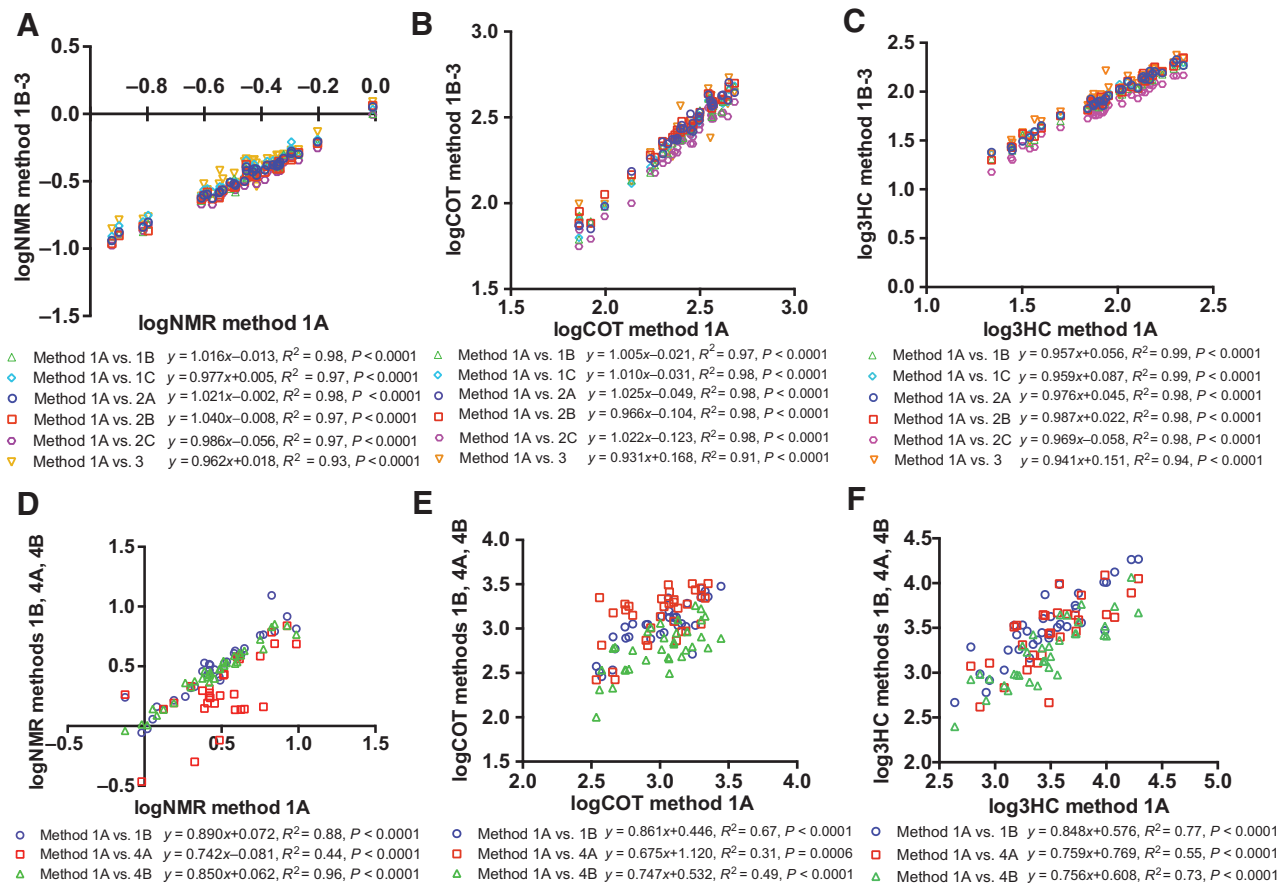 A
logNMR method 1B-3
0.5
0.0
−0.5
−1.0
−1.5
−0.8 −0.6 −0.4 −0.2 0.0
logNMR method 1A
Method 1A vs. 1B y = 1.016x–0.013, R² = 0.98, P < 0.0001
Method 1A vs. 1C y = 0.977x+0.005, R² = 0.97, P < 0.0001
Method 1A vs. 2A y = 1.021x–0.002, R² = 0.98, P < 0.0001
Method 1A vs. 2B y = 1.040x–0.008, R² = 0.97, P < 0.0001
Method 1A vs. 2C y = 0.986x–0.056, R² = 0.97, P < 0.0001
Method 1A vs. 3 y = 0.962x+0.018, R² = 0.93, P < 0.0001
B
logCOT method 1B-3
3.0
2.5
2.0
1.5
1.5 2.0 2.5 3.0
logCOT method 1A
Method 1A vs. 1B y = 1.005x–0.021, R² = 0.97, P < 0.0001
Method 1A vs. 1C y = 1.010x–0.031, R² = 0.98, P < 0.0001
Method 1A vs. 2A y = 1.025x–0.049, R² = 0.98, P < 0.0001
Method 1A vs. 2B y = 0.966x–0.104, R² = 0.98, P < 0.0001
Method 1A vs. 2C y = 1.022x–0.123, R² = 0.98, P < 0.0001
Method 1A vs. 3 y = 0.931x+0.168, R² = 0.91, P < 0.0001
C
log3HC method 1B-3
2.5
2.0
1.5
1.0
0.5
0.0
1.0 1.5 2.0 2.5
log3HC method 1A
Method 1A vs. 1B y = 0.957x+0.056, R² = 0.99, P < 0.0001
Method 1A vs. 1C y = 0.959x+0.087, R² = 0.99, P < 0.0001
Method 1A vs. 2A y = 0.976x+0.045, R² = 0.98, P < 0.0001
Method 1A vs. 2B y = 0.987x+0.022, R² = 0.98, P < 0.0001
Method 1A vs. 2C y = 0.969x–0.058, R² = 0.98, P < 0.0001
Method 1A vs. 3 y = 0.941x+0.151, R² = 0.94, P < 0.0001
D
logNMR methods 1B, 4A, 4B
1.5
1.0
0.5
−0.5
−0.5 0.5 1.0 1.5
logNMR method 1A
Method 1A vs. 1B y = 0.890x+0.072, R² = 0.88, P < 0.0001
Method 1A vs. 4A y = 0.742x–0.081, R² = 0.44, P < 0.0001
Method 1A vs. 4B y = 0.850x+0.062, R² = 0.96, P < 0.0001
E
logCOT methods 1B, 4A, 4B
4.0
3.5
3.0
2.5
2.0
1.5
2.0 2.5 3.0 3.5 4.0
logCOT method 1A
Method 1A vs. 1B y = 0.861x+0.446, R² = 0.67, P < 0.0001
Method 1A vs. 4A y = 0.675x+1.120, R² = 0.31, P = 0.0006
Method 1A vs. 4B y = 0.747x+0.532, R² = 0.49, P < 0.0001
F
log3HC methods 1B, 4A, 4B
4.5
4.0
3.5
3.0
2.5
2.0
2.5 3.0 3.5 4.0 4.5 5.0
log3HC method 1A
Method 1A vs. 1B y = 0.848x+0.576, R² = 0.77, P < 0.0001
Method 1A vs. 4A y = 0.759x+0.769, R² = 0.55, P < 0.0001
Method 1A vs. 4B y = 0.756x+0.608, R² = 0.73, P < 0.0001